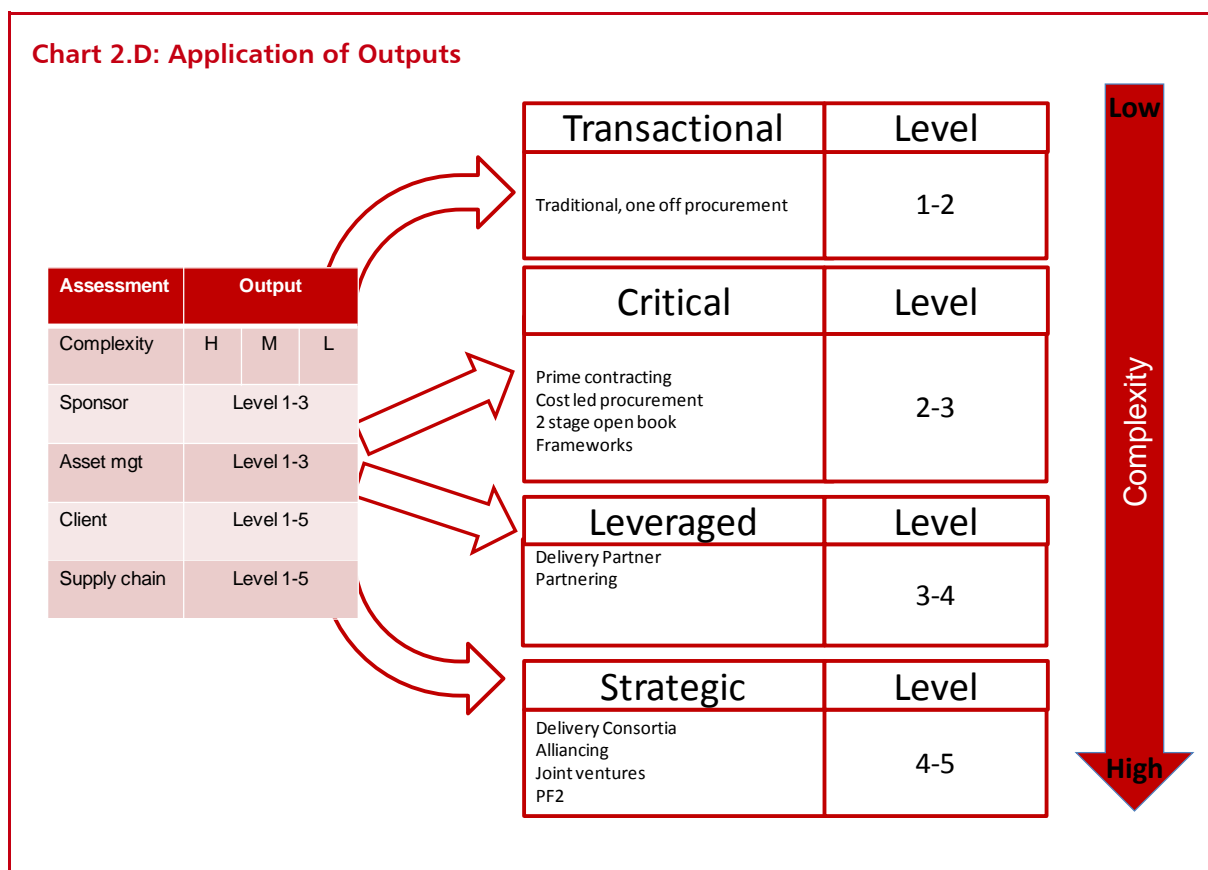 Chart 2.D: Application of Outputs
Assessment Output
Complexity H M L
Sponsor Level 1-3
Asset mgt Level 1-3
Client Level 1-5
Supply chain Level 1-5
Transactional Level
Traditional, one off procurement 1-2
Critical Level
Prime contracting
Cost led procurement
2 stage open book
Frameworks
2-3
Leveraged Level
Delivery Partner
Partnering
3-4
Strategic Level
Delivery Consortia
Alliancing
Joint ventures
PF2
4-5
Low
Complexity
High